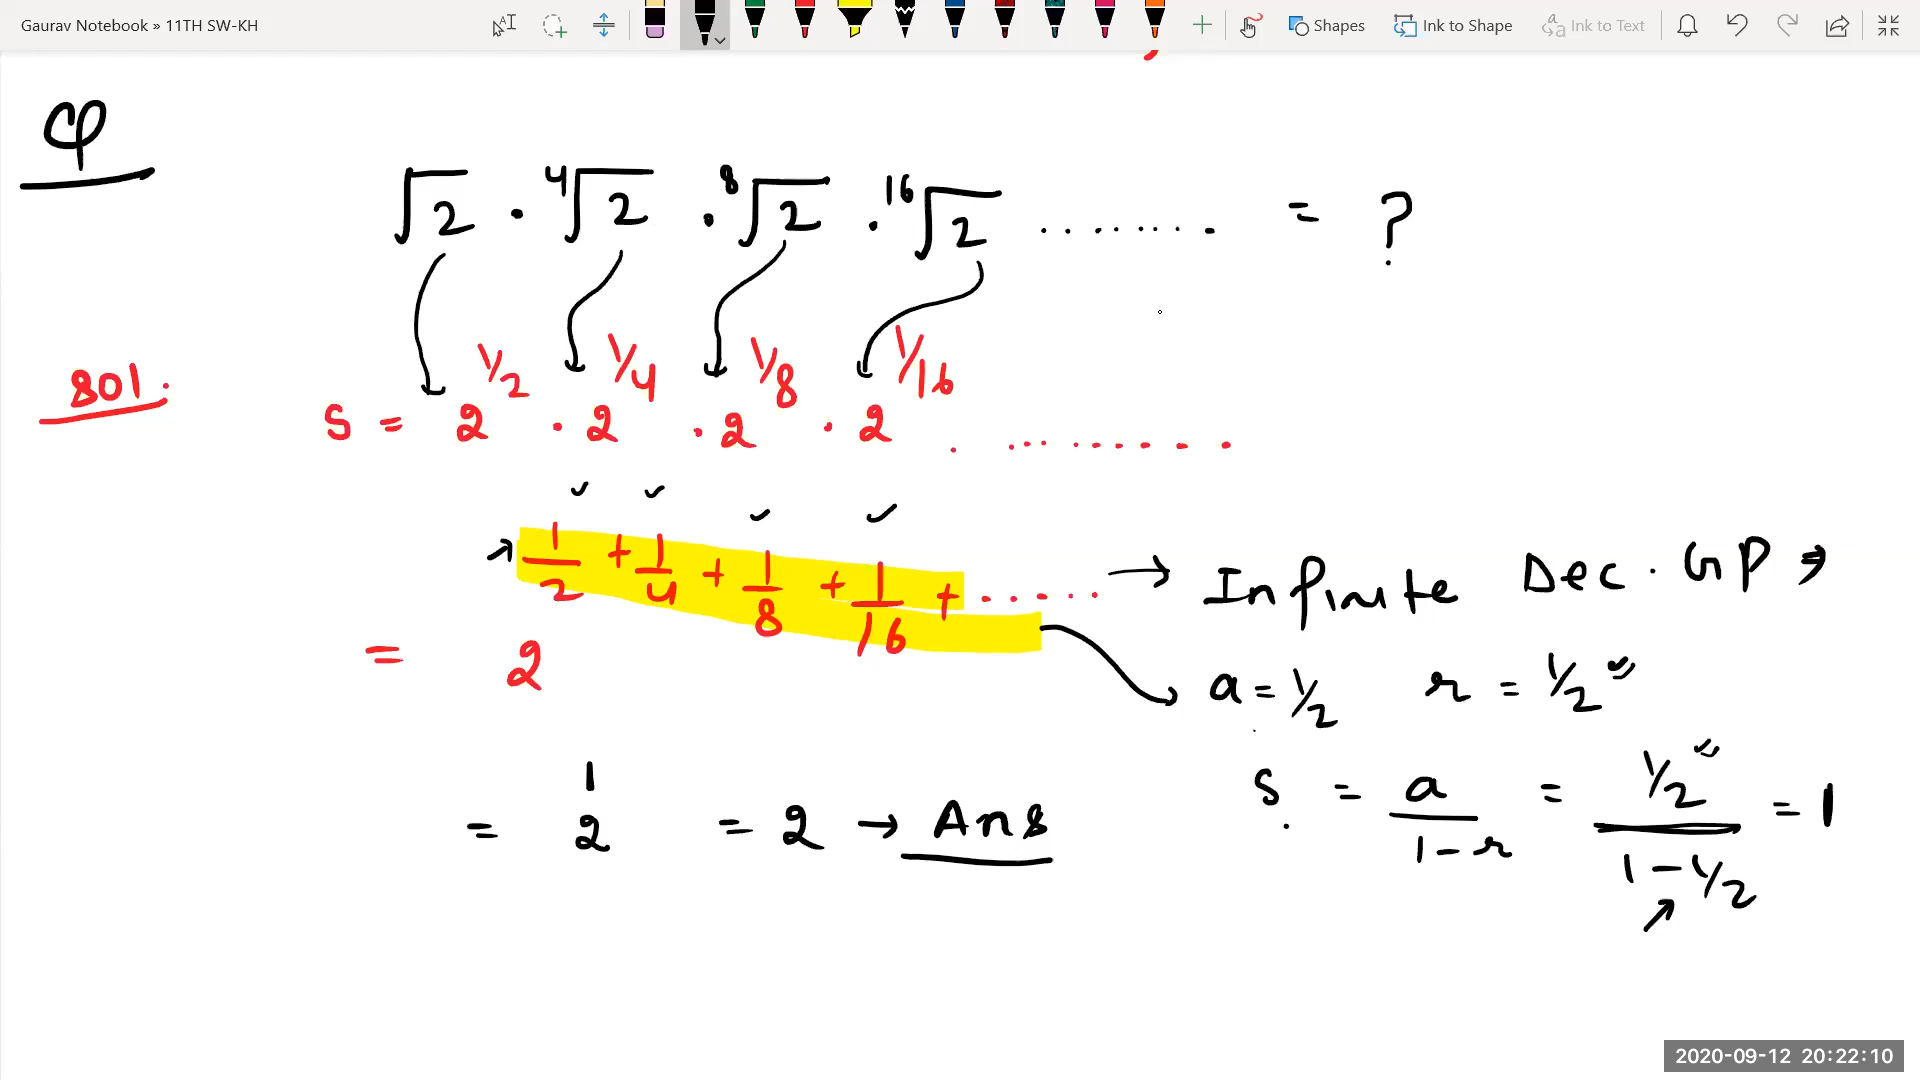 Gaurav Notebook » 11TH SW-KH
Shapes
Ink to Shape
Ink to Text
Q
√2 . ⁴√2 . ⁸√2 . ¹⁶√2 ........ = ?
sol.
S = 2^1/2 . 2^1/4 . 2^1/8 . 2^1/16 . .........
= 2^(1/2 + 1/4 + 1/8 + 1/16 + ......) → Infinite Dec. GP ⇒
a = 1/2 r = 1/2
S = a/(1-r) = (1/2)/(1-1/2) = 1
= 2^1 = 2 → Ans
2020-09-12 20:22:10